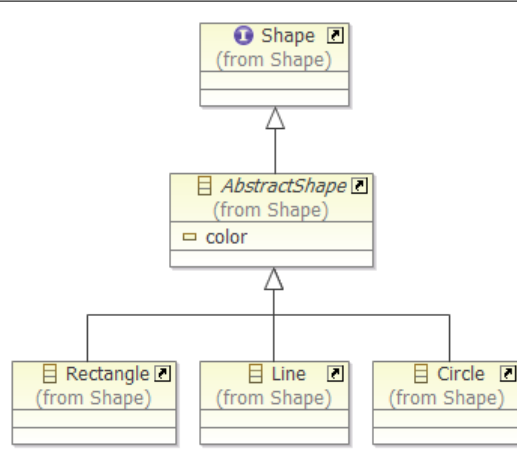 I Shape
(from Shape)
AbstractShape
(from Shape)
color
Rectangle
(from Shape)
Line
(from Shape)
Circle
(from Shape)